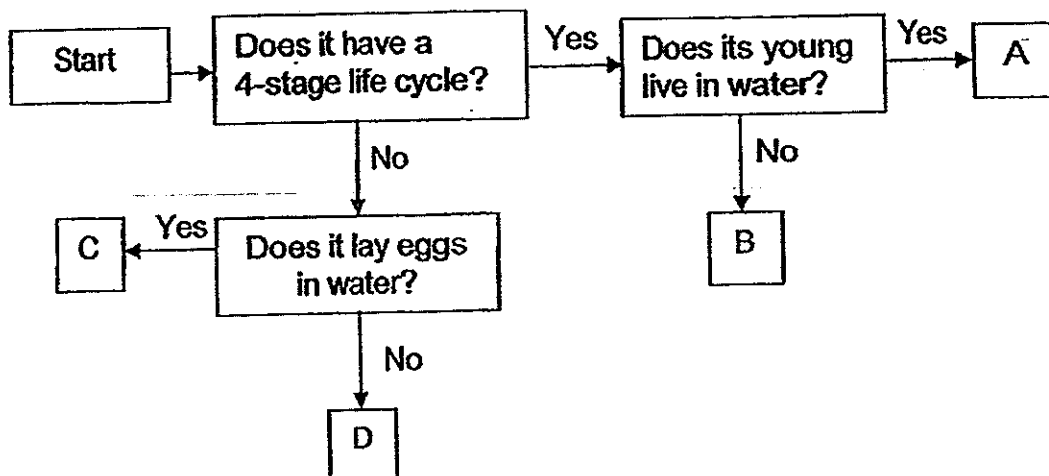 Start
Does it have a
4-stage life cycle?
Yes
Does its young
live in water?
Yes
A
No
No
B
C
Yes
Does it lay eggs
in water?
No
D